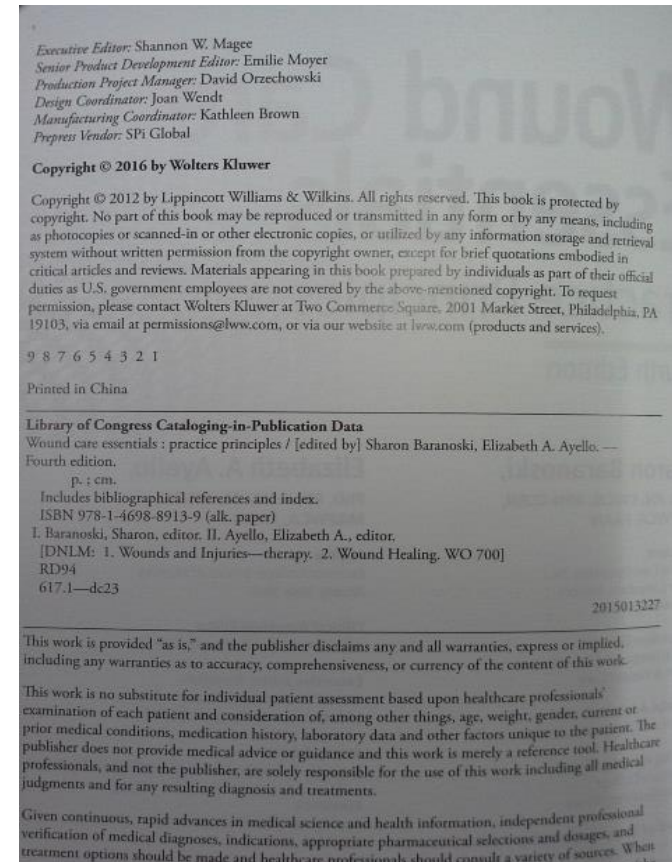 Executive Editor: Shannon W. Magee
Senior Product Development Editor: Emilie Moyer
Production Project Manager: David Orzechowski
Design Coordinator: Joan Wendt
Manufacturing Coordinator: Kathleen Brown
Prepress Vendor: SPi Global
Copyright © 2016 by Wolters Kluwer
Copyright © 2012 by Lippincott Williams & Wilkins. All rights reserved. This book is protected by
copyright. No part of this book may be reproduced or transmitted in any form or by any means, including
as photocopies or scanned-in or other electronic copies, or utilized by any information storage and retrieval
system without written permission from the copyright owner, except for brief quotations embodied in
critical articles and reviews. Materials appearing in this book prepared by individuals as part of their official
duties as U.S. government employees are not covered by the above-mentioned copyright. To request
permission, please contact Wolters Kluwer at Two Commerce Square, 2001 Market Street, Philadelphia, PA
19103, via email at permissions@lww.com, or via our website at lww.com (products and services).
9 8 7 6 5 4 3 2 1
Printed in China
Library of Congress Cataloging-in-Publication Data
Wound care essentials : practice principles / [edited by] Sharon Baranoski, Elizabeth A. Ayello. —
Fourth edition.
p. ; cm.
Includes bibliographical references and index.
ISBN 978-1-4698-8913-9 (alk. paper)
I. Baranoski, Sharon, editor. II. Ayello, Elizabeth A., editor.
[DNLM: 1. Wounds and Injuries—therapy. 2. Wound Healing. WO 700]
RD94
617.1—dc23
2015013227
This work is provided “as is,” and the publisher disclaims any and all warranties, express or implied,
including any warranties as to accuracy, comprehensiveness, or currency of the content of this work.
This work is no substitute for individual patient assessment based upon healthcare professionals’
examination of each patient and consideration of, among other things, age, weight, gender, current or
prior medical conditions, medication history, laboratory data and other factors unique to the patient. The
publisher does not provide medical advice or guidance and this work is merely a reference tool. Healthcare
professionals, and not the publisher, are solely responsible for the use of this work including all medical
judgments and for any resulting diagnosis and treatments.
Given continuous, rapid advances in medical science and health information, independent professional
verification of medical diagnoses, indications, appropriate pharmaceutical selections and dosages, and
treatment options should be made and healthcare professionals should consult a variety of sources. When